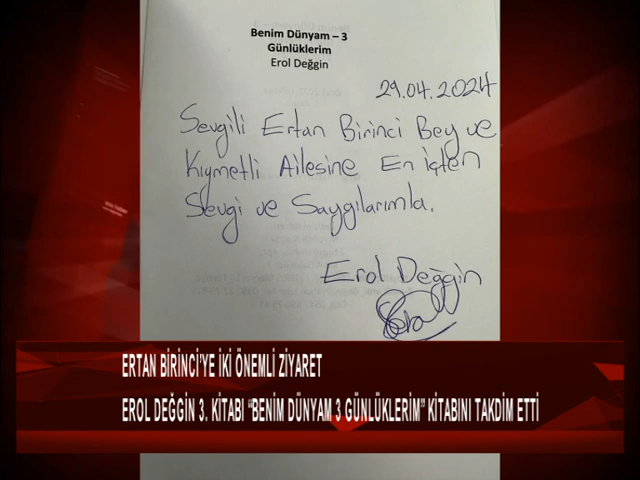 Benim Dünyam – 3
Günlüklerim
Erol Değgin
29.04.2024
Sevgili Ertan Birinci Bey ve
Kıymetli Ailesine En içten
Sevgi ve Saygılarımla.
Erol Değgin
ERTAN BİRİNCİ'YE İKİ ÖNEMLİ ZİYARET
EROL DEĞGİN 3. KİTABI "BENİM DÜNYAM 3 GÜNLÜKLERİM" KİTABINI TAKDİM ETTİ